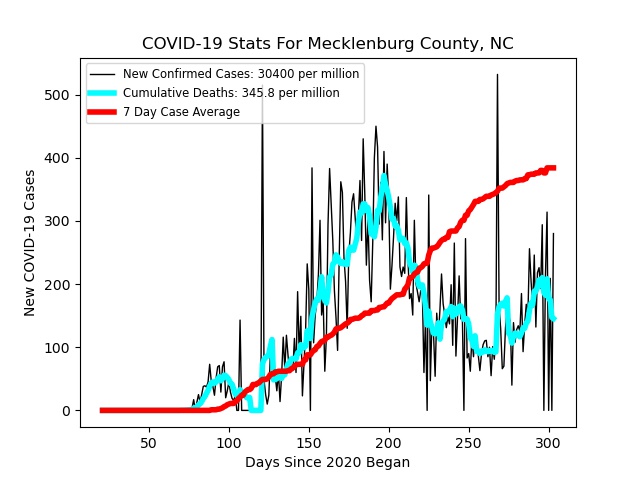 COVID-19 Stats For Mecklenburg County, NC
New Confirmed Cases: 30400 per million
Cumulative Deaths: 345.8 per million
7 Day Case Average
500
400
300
200
100
0
New COVID-19 Cases
50 100 150 200 250 300
Days Since 2020 Began